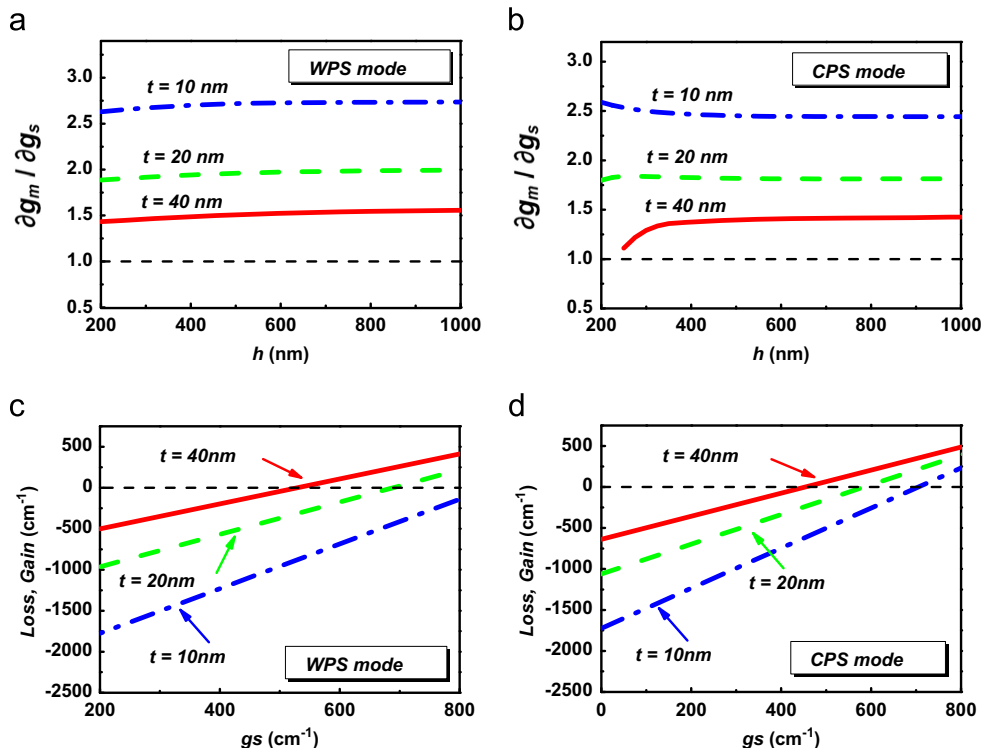 a
WPS mode
3.0
2.5
2.0
1.5
1.0
0.5
t = 10 nm
t = 20 nm
t = 40 nm
∂gm / ∂gs
200 400 600 800 1000
h (nm)
b
CPS mode
3.0
2.5
2.0
1.5
1.0
0.5
t = 10 nm
t = 20 nm
t = 40 nm
∂gm / ∂gs
200 400 600 800 1000
h (nm)
c
500
0
-500
-1000
-1500
-2000
-2500
t = 40nm
t = 20nm
t = 10nm
WPS mode
Loss, Gain (cm-1)
200 400 600 800
gs (cm-1)
d
500
0
-500
-1000
-1500
-2000
-2500
t = 40nm
t = 20nm
t = 10nm
CPS mode
Loss, Gain (cm-1)
0 200 400 600 800
gs (cm-1)